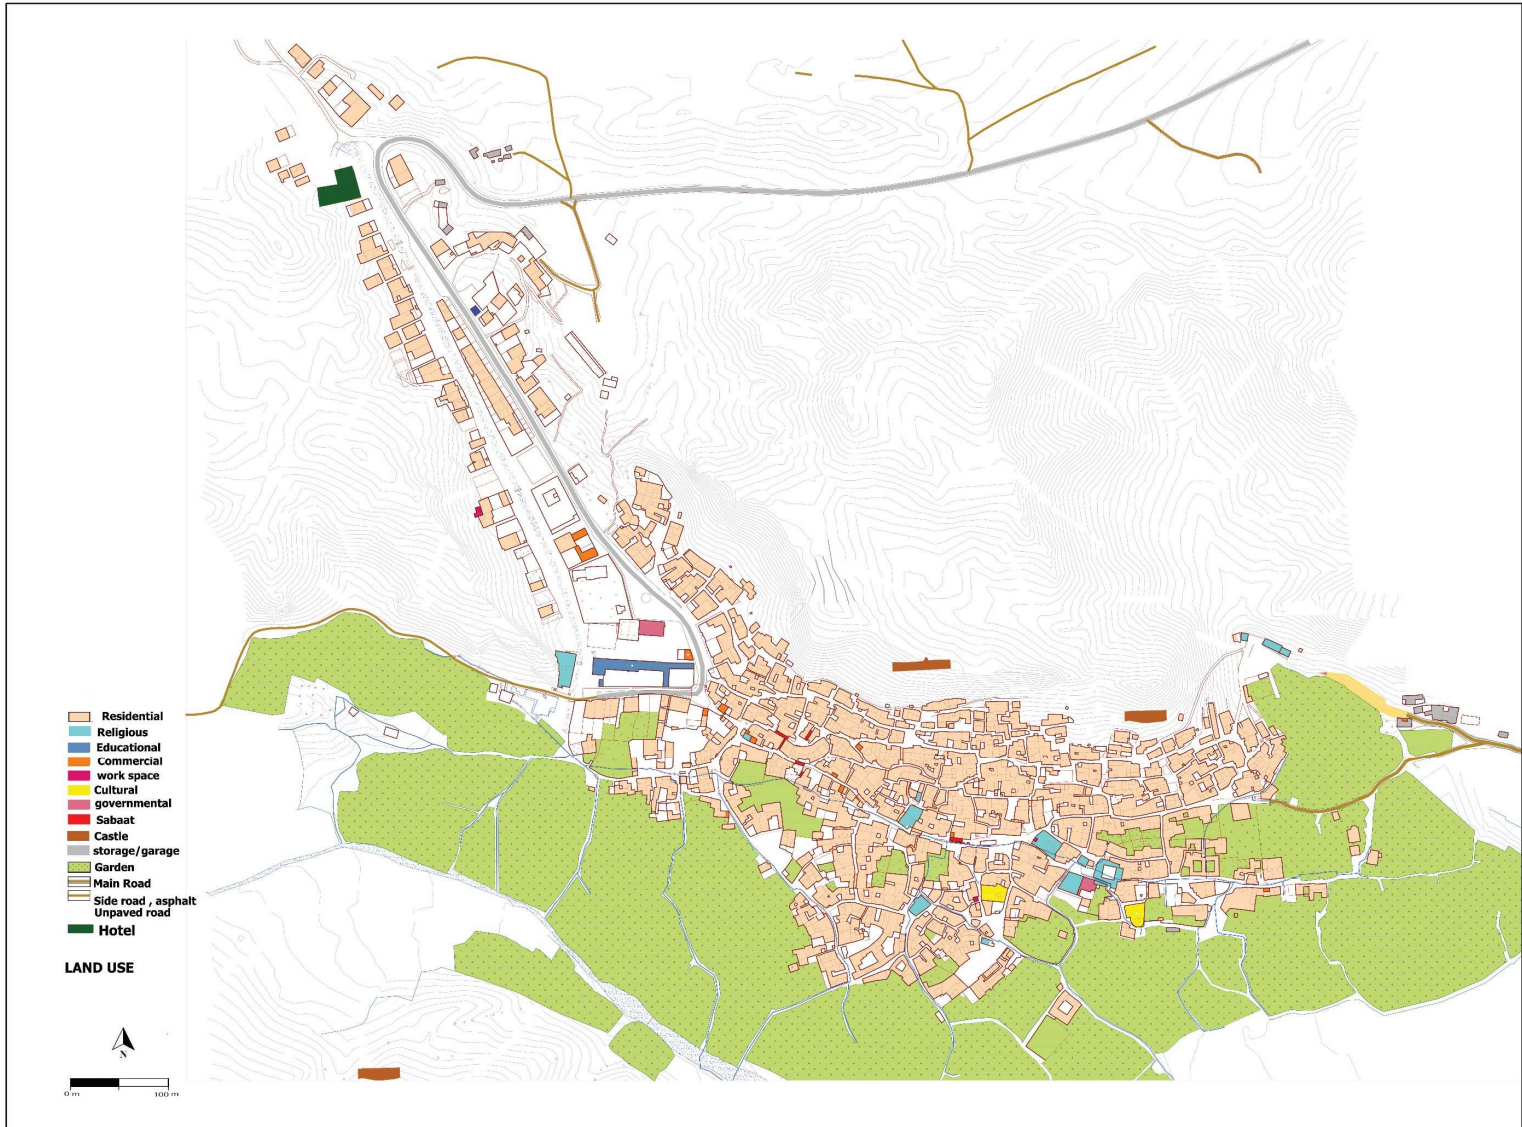 Residential
Religious
Educational
Commercial
work space
Cultural
governmental
Sabaat
Castle
storage/garage
Garden
Main Road
Side road , asphalt
Unpaved road
Hotel
LAND USE
N
0 m 100 m